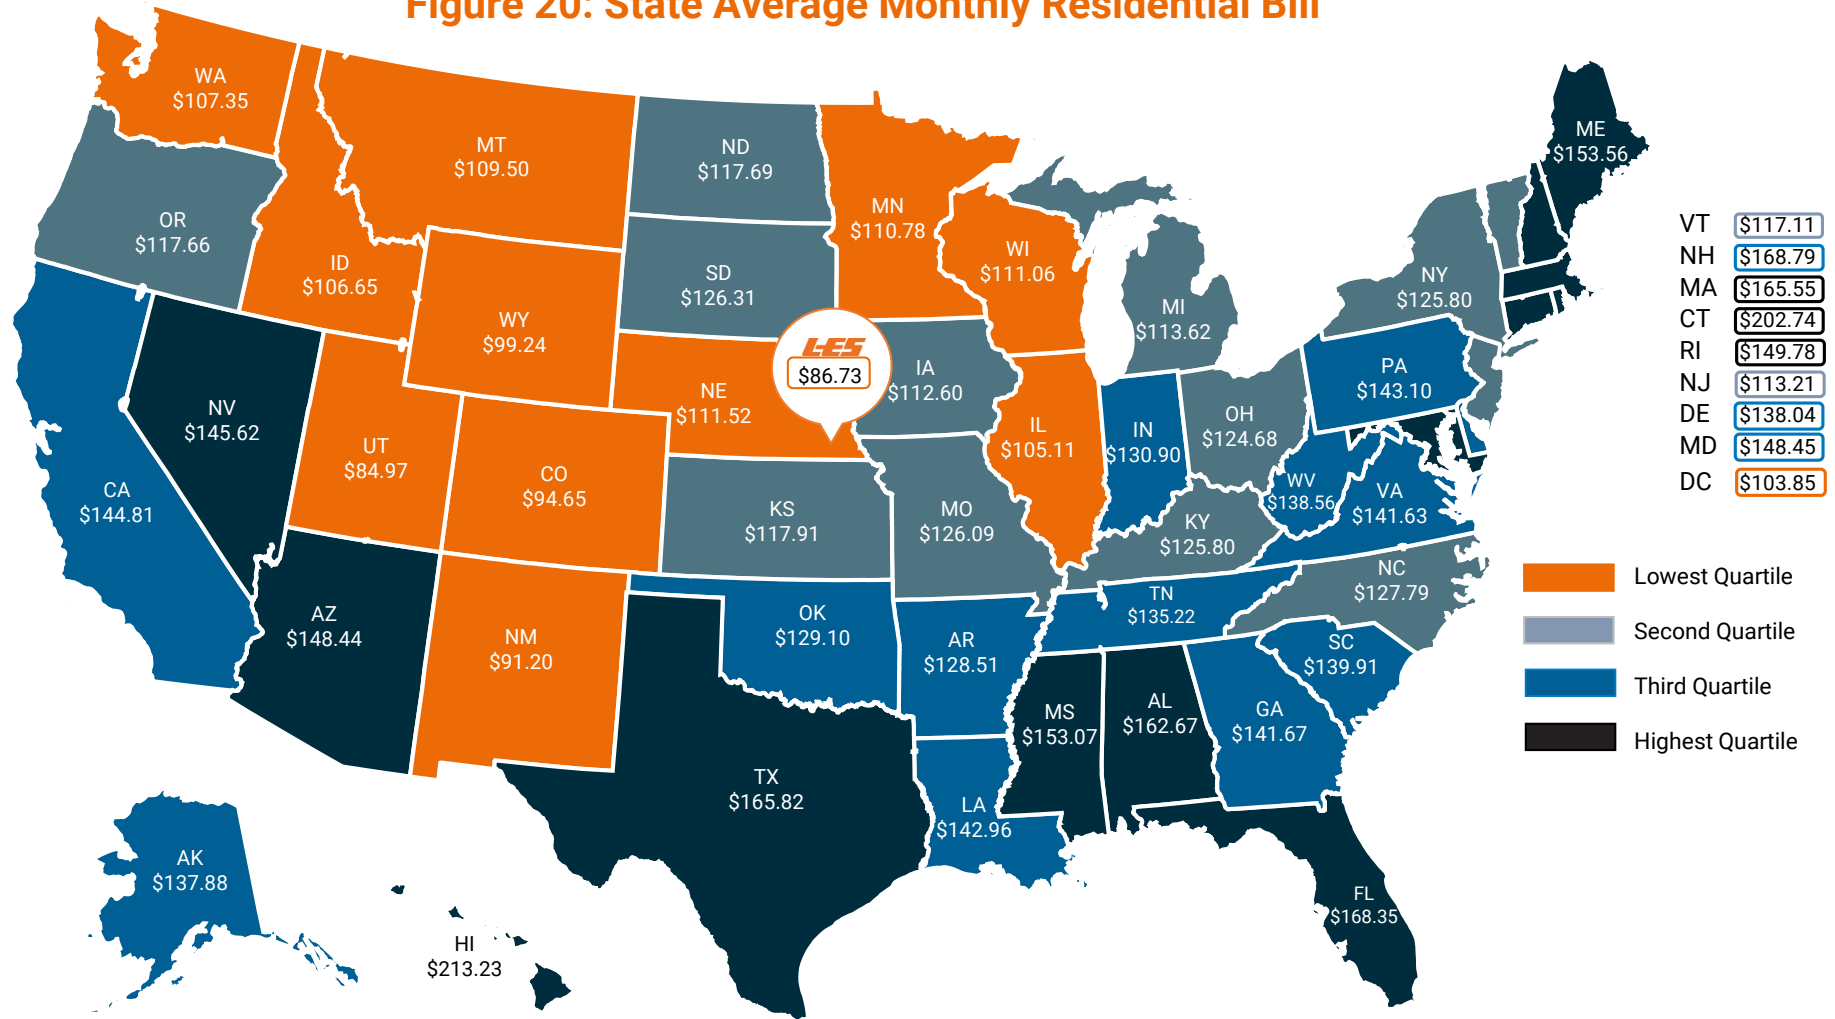 Figure 20: State Average Monthly Residential Bill
WA
$107.35
MT
$109.50
ND
$117.69
MN
$110.78
ME
$153.56
OR
$117.66
ID
$106.65
WY
$99.24
SD
$126.31
WI
$111.06
MI
$113.62
NY
$125.80
VT $117.11
NH $168.79
MA $165.55
CT $202.74
RI $149.78
NJ $113.21
DE $138.04
MD $148.45
DC $103.85
LES
$86.73
NE
$111.52
IA
$112.60
PA
$143.10
NV
$145.62
UT
$84.97
CO
$94.65
IL
$105.11
IN
$130.90
OH
$124.68
CA
$144.81
KS
$117.91
MO
$126.09
KY
$125.80
WV
$138.56
VA
$141.63
AZ
$148.44
NM
$91.20
OK
$129.10
AR
$128.51
TN
$135.22
NC
$127.79
SC
$139.91
MS
$153.07
AL
$162.67
GA
$141.67
TX
$165.82
LA
$142.96
FL
$168.35
AK
$137.88
HI
$213.23
Lowest Quartile
Second Quartile
Third Quartile
Highest Quartile